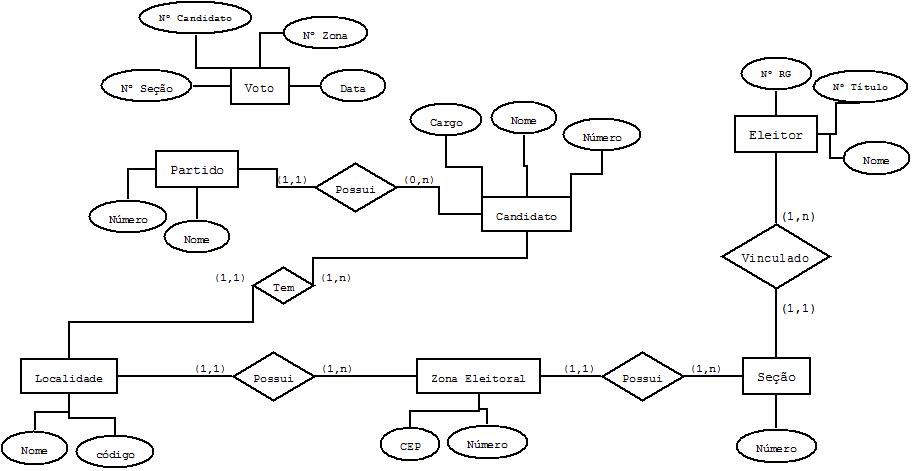 Nº Candidato
Nº Zona
Nº Seção
Voto
Data
Nº RG
Nº Título
Eleitor
Nome
Cargo
Nome
Número
Partido
(1,1)
Possui
(0,n)
Número
Nome
Candidato
(1,n)
Vinculado
(1,1)
(1,1)
Tem
(1,n)
Localidade
(1,1)
Possui
(1,n)
Zona Eleitoral
(1,1)
Possui
(1,n)
Seção
Nome
código
CEP
Número
Número